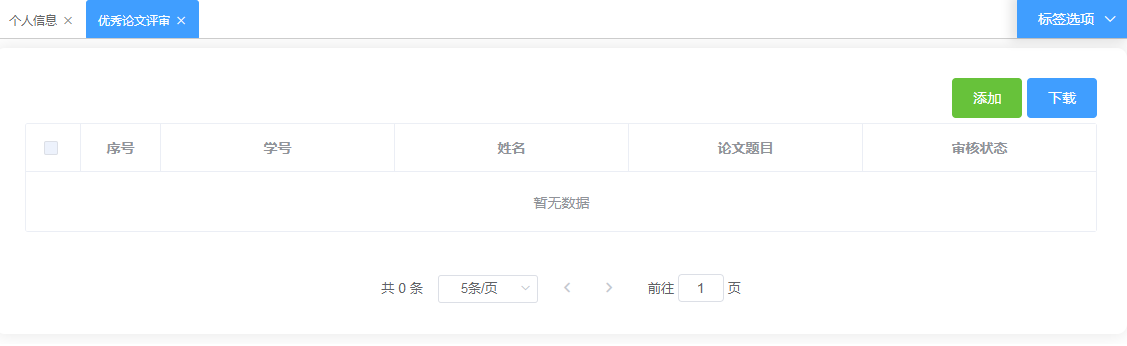 个人信息 优秀论文评审 标签选项
添加 下载
序号 学号 姓名 论文题目 审核状态
暂无数据
共 0 条 5条/页 前往 1 页